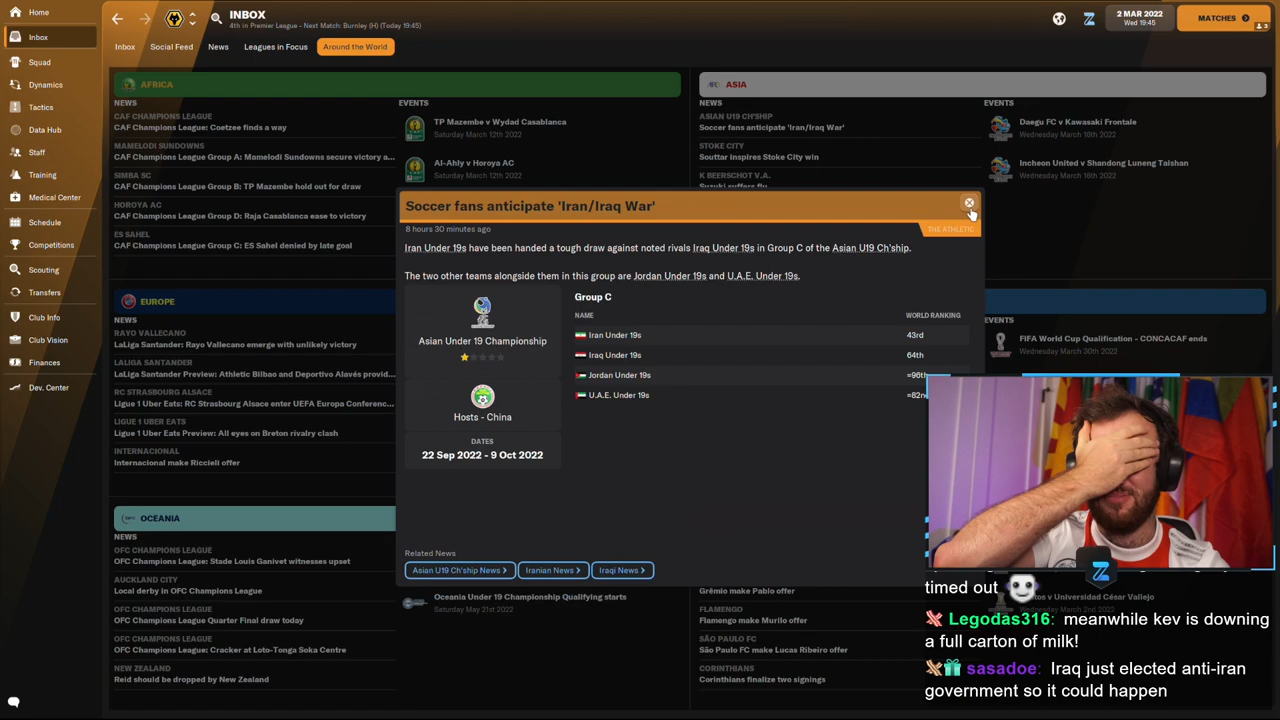 Home
INBOX
4th in Premier League - Next Match: Burnley (H) (Today 19:45)
2 MAR 2022
Wed 19:45
MATCHES
3
Inbox
Squad
Dynamics
Tactics
Data Hub
Staff
Training
Medical Center
Schedule
Competitions
Scouting
Transfers
Club Info
Club Vision
Finances
Dev. Center
Inbox
Social Feed
News
Leagues in Focus
Around the World
AFRICA
NEWS
CAF CHAMPIONS LEAGUE
CAF Champions League: Coetzee finds a way
MAMELODI SUNDOWNS
CAF Champions League Group A: Mamelodi Sundowns secure victory a...
SIMBA SC
CAF Champions League Group B: TP Mazembe hold out for draw
HOROYA AC
CAF Champions League Group D: Raja Casablanca ease to victory
ES SAHEL
CAF Champions League Group C: ES Sahel denied by late goal
EVENTS
TP Mazembe v Wydad Casablanca
Saturday March 12th 2022
Al-Ahly v Horoya AC
Saturday March 12th 2022
ASIA
NEWS
ASIAN U19 CH'SHIP
Soccer fans anticipate 'Iran/Iraq War'
STOKE CITY
Souttar inspires Stoke City win
K BEERSCHOT V.A.
Suzuki suffers flu
EVENTS
Daegu FC v Kawasaki Frontale
Wednesday March 16th 2022
Incheon United v Shandong Luneng Taishan
Wednesday March 16th 2022
Soccer fans anticipate 'Iran/Iraq War'
8 hours 30 minutes ago
THE ATHLETIC
Iran Under 19s have been handed a tough draw against noted rivals Iraq Under 19s in Group C of the Asian U19 Ch'ship.
The two other teams alongside them in this group are Jordan Under 19s and U.A.E. Under 19s.
Asian Under 19 Championship
Hosts - China
DATES
22 Sep 2022 - 9 Oct 2022
Group C
NAME
WORLD RANKING
Iran Under 19s
43rd
Iraq Under 19s
64th
Jordan Under 19s
=96th
U.A.E. Under 19s
=82nd
Related News
Asian U19 Ch'ship News
Iranian News
Iraqi News
EUROPE
NEWS
RAYO VALLECANO
LaLiga Santander: Rayo Vallecano emerge with unlikely victory
LALIGA SANTANDER
LaLiga Santander Preview: Athletic Bilbao and Deportivo Alavés provid...
RC STRASBOURG ALSACE
Ligue 1 Uber Eats: RC Strasbourg Alsace enter UEFA Europa Conferenc...
LIGUE 1 UBER EATS
Ligue 1 Uber Eats Preview: All eyes on Breton rivalry clash
INTERNACIONAL
Internacional make Riccieli offer
EVENTS
FIFA World Cup Qualification - CONCACAF ends
Wednesday March 30th 2022
OCEANIA
NEWS
OFC CHAMPIONS LEAGUE
OFC Champions League: Stade Louis Ganivet witnesses upset
AUCKLAND CITY
Local derby in OFC Champions League
OFC CHAMPIONS LEAGUE
OFC Champions League Quarter Final draw today
OFC CHAMPIONS LEAGUE
OFC Champions League: Cracker at Loto-Tonga Soka Centre
NEW ZEALAND
Reid should be dropped by New Zealand
Oceania Under 19 Championship Qualifying starts
Saturday May 21st 2022
Grêmio make Pablo offer
FLAMENGO
Flamengo make Murilo offer
SÃO PAULO FC
São Paulo FC make Lucas Ribeiro offer
CORINTHIANS
Corinthians finalize two signings
v Universidad César Vallejo
Wednesday March 2nd 2022
timed out
Legodas316: meanwhile kev is downing
a full carton of milk!
sasadoe: Iraq just elected anti-iran
government so it could happen